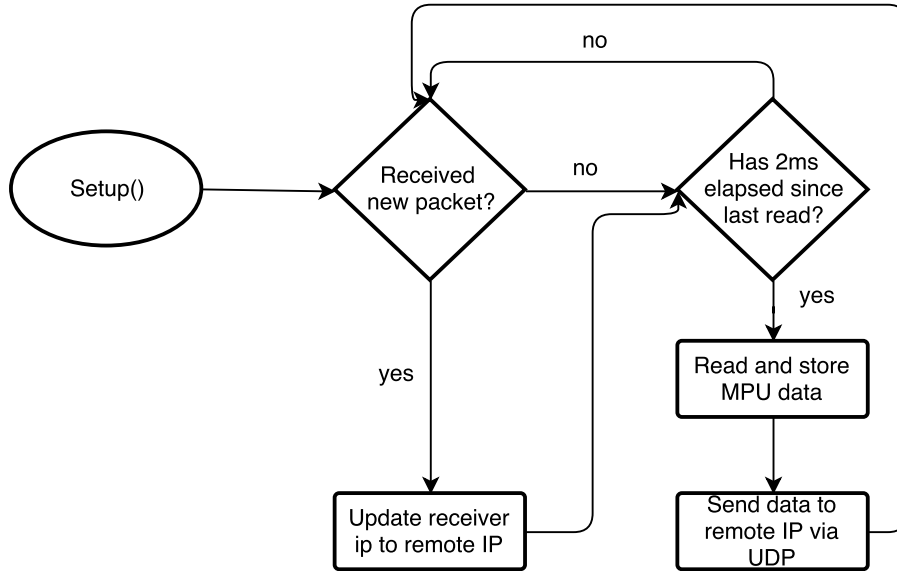 no
Setup()
Received
new packet?
no
Has 2ms
elapsed since
last read?
yes
Read and store
MPU data
yes
Update receiver
ip to remote IP
Send data to
remote IP via
UDP